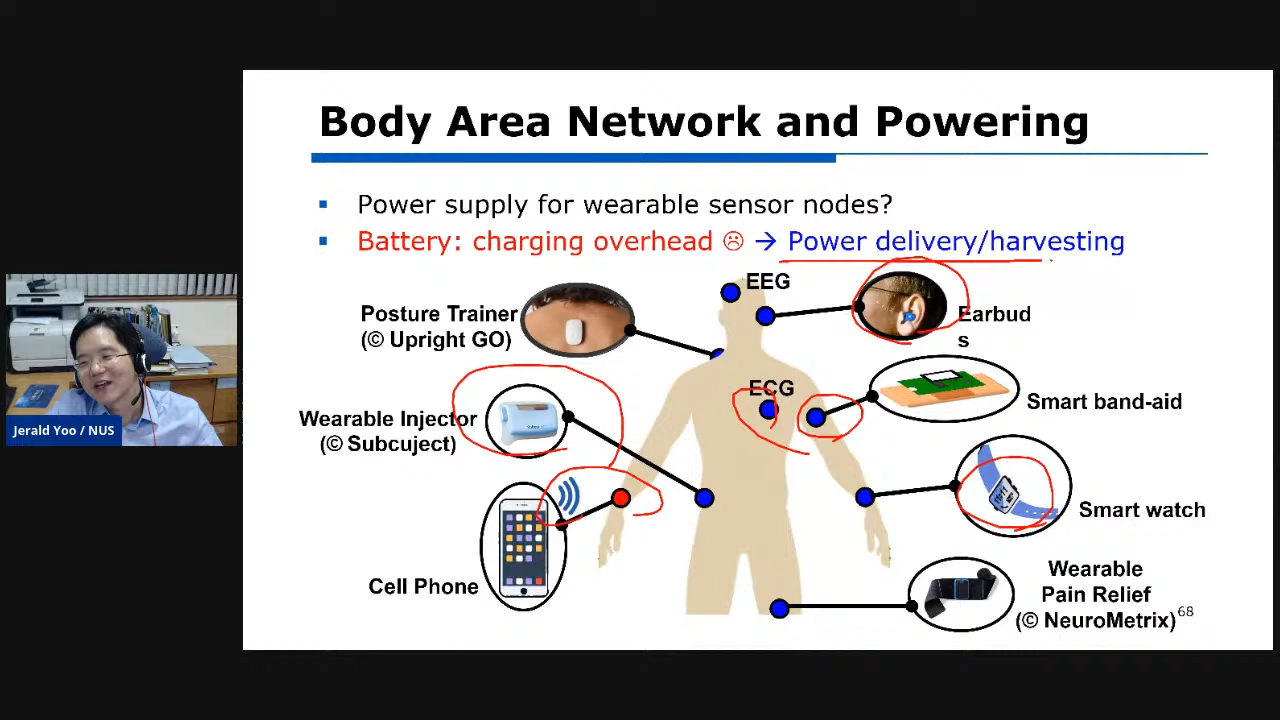 Body Area Network and Powering
Power supply for wearable sensor nodes?
Battery: charging overhead ☹ → Power delivery/harvesting
EEG
Posture Trainer
(© Upright GO)
Earbud
s
ECG
Smart band-aid
Wearable Injector
(© Subcuject)
Smart watch
Cell Phone
Wearable
Pain Relief
(© NeuroMetrix)
68
Jerald Yoo / NUS